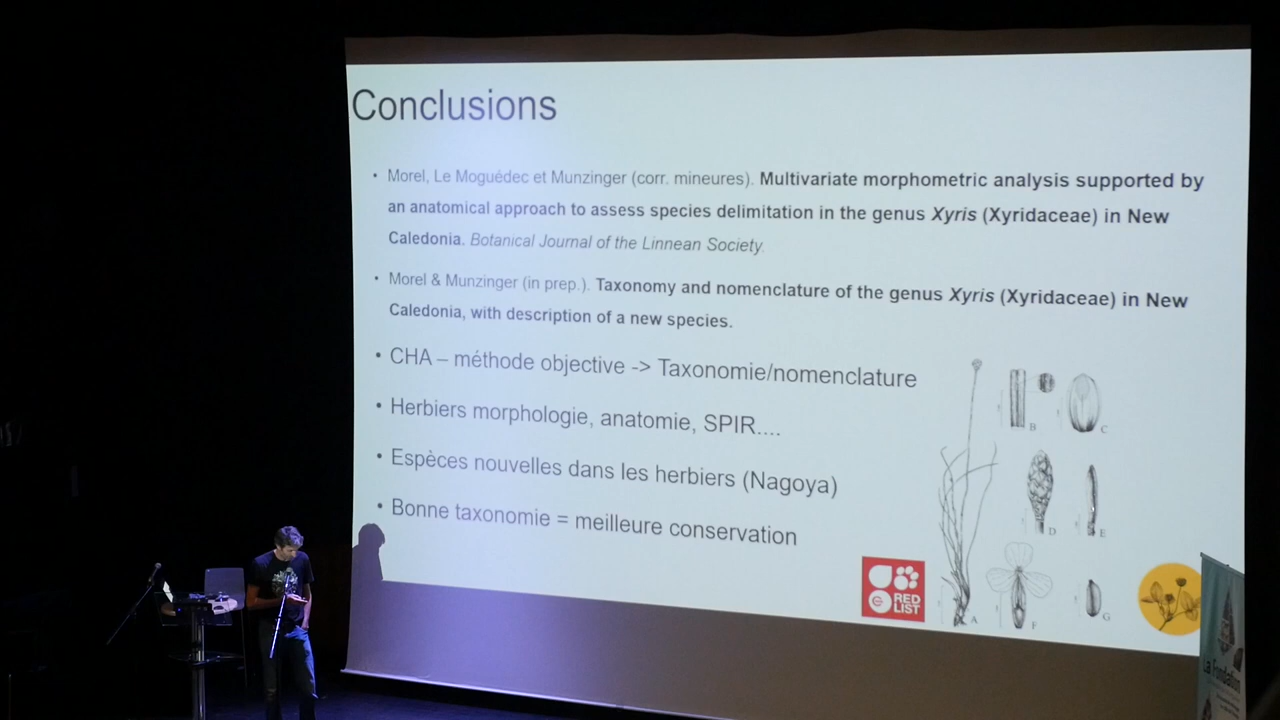 Conclusions
• Morel, Le Moguédec et Munzinger (corr. mineures). Multivariate morphometric analysis supported by
an anatomical approach to assess species delimitation in the genus Xyris (Xyridaceae) in New
Caledonia. Botanical Journal of the Linnean Society.
• Morel & Munzinger (in prep.). Taxonomy and nomenclature of the genus Xyris (Xyridaceae) in New
Caledonia, with description of a new species.
• CHA – méthode objective -> Taxonomie/nomenclature
• Herbiers morphologie, anatomie, SPIR....
• Espèces nouvelles dans les herbiers (Nagoya)
• Bonne taxonomie = meilleure conservation
B
C
D
E
RED
LIST
A
F
G
La Fondation